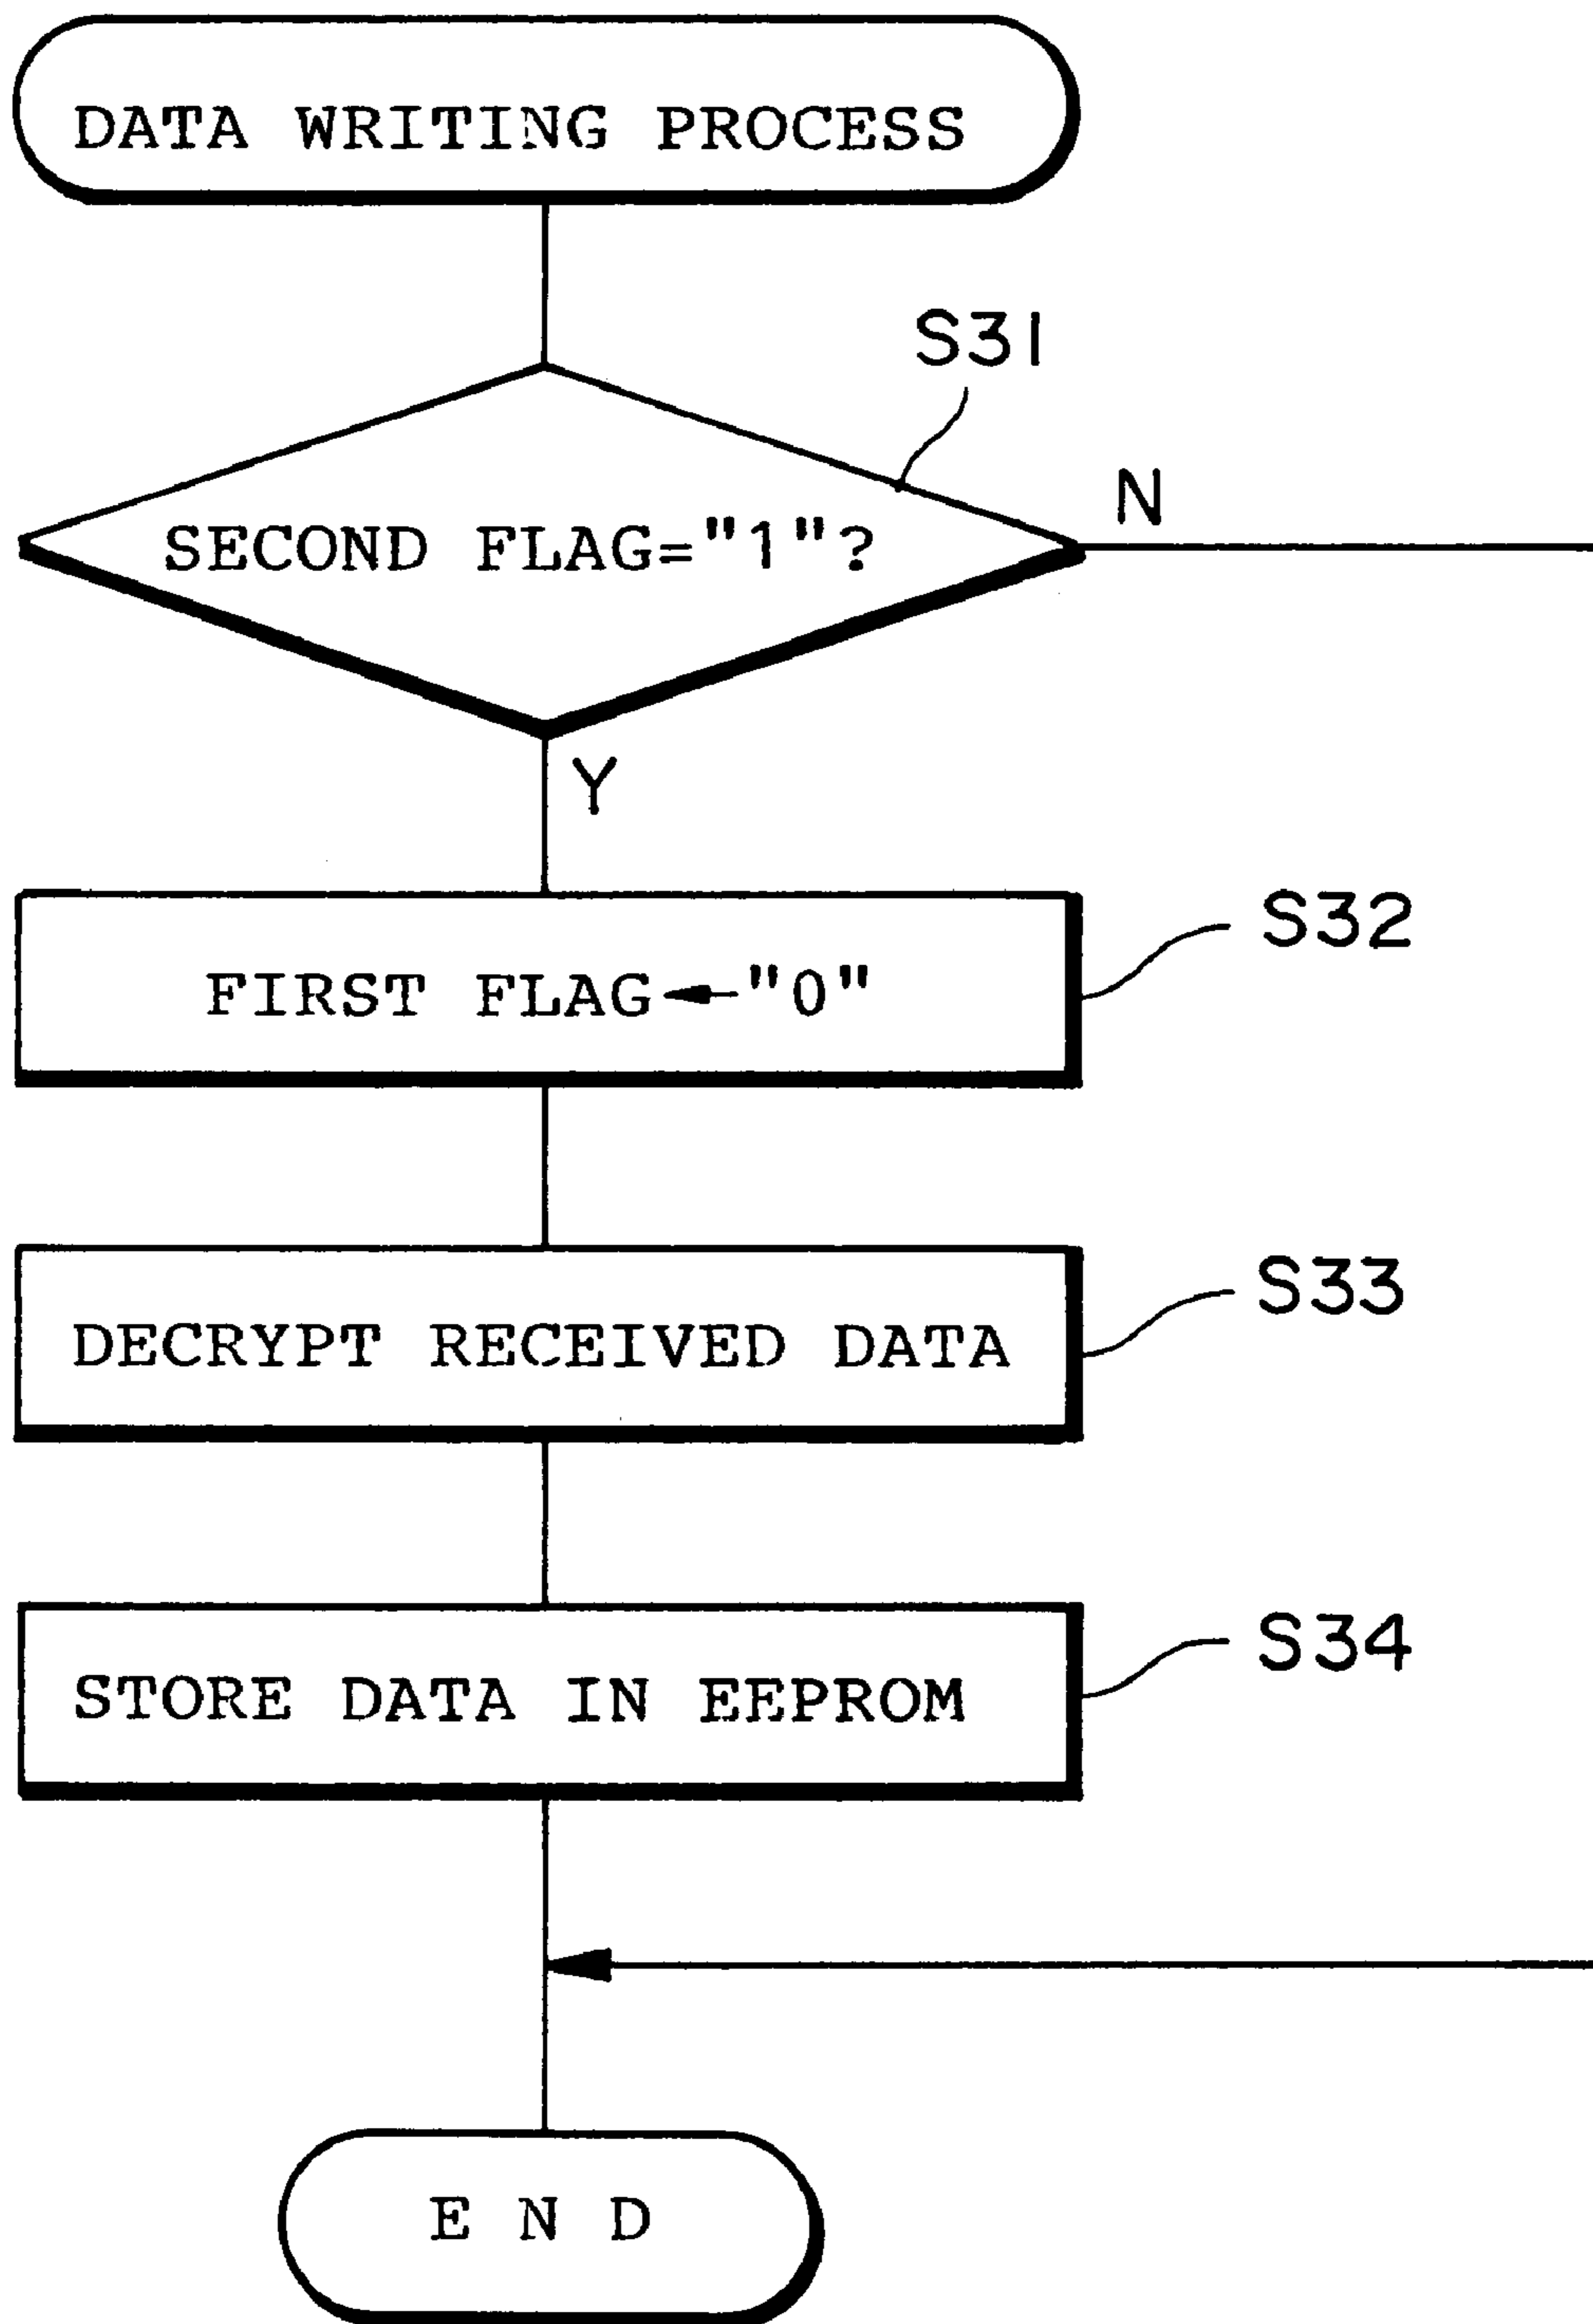 DATA WRITING PROCESS
S31
SECOND FLAG="1"?
N
Y
FIRST FLAG←"0"
S32
DECRYPT RECEIVED DATA
S33
STORE DATA IN EEPROM
S34
E N D